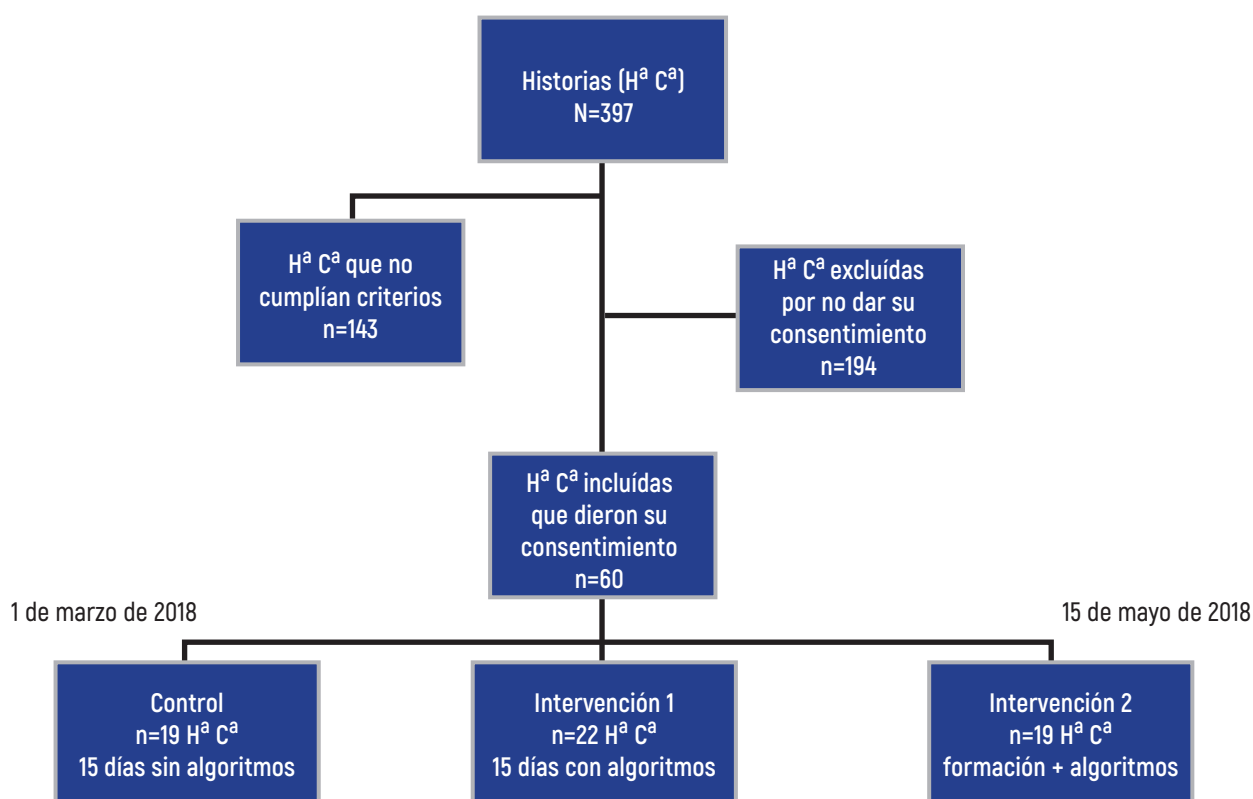 Historias (Hª Cª)
N=397
Hª Cª que no
cumplían criterios
n=143
Hª Cª excluídas
por no dar su
consentimiento
n=194
Hª Cª incluídas
que dieron su
consentimiento
n=60
1 de marzo de 2018
15 de mayo de 2018
Control
n=19 Hª Cª
15 días sin algoritmos
Intervención 1
n=22 Hª Cª
15 días con algoritmos
Intervención 2
n=19 Hª Cª
formación + algoritmos